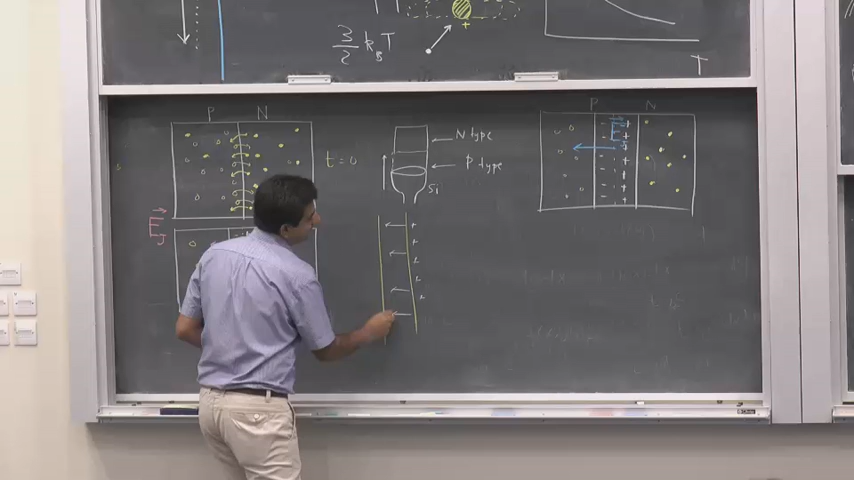 3/2 k_B T
+
T
P N
t=0
E_J
N type
P type
Si
+
+
+
+
+
P N
E